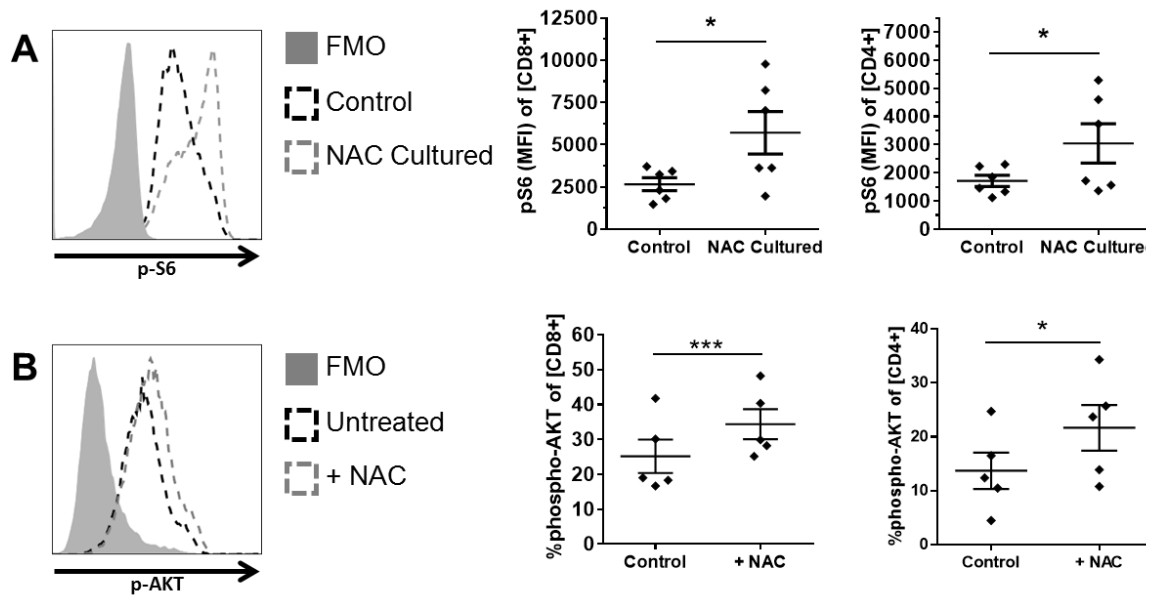 A
FMO
Control
NAC Cultured
p-S6
pS6 (MFI) of [CD8+]
12500
10000
7500
5000
2500
0
*
Control NAC Cultured
pS6 (MFI) of [CD4+]
7000
6000
5000
4000
3000
2000
1000
0
*
Control NAC Cultured
B
FMO
Untreated
+ NAC
p-AKT
%phospho-AKT of [CD8+]
60
50
40
30
20
10
0
***
Control + NAC
%phospho-AKT of [CD4+]
40
30
20
10
0
*
Control + NAC